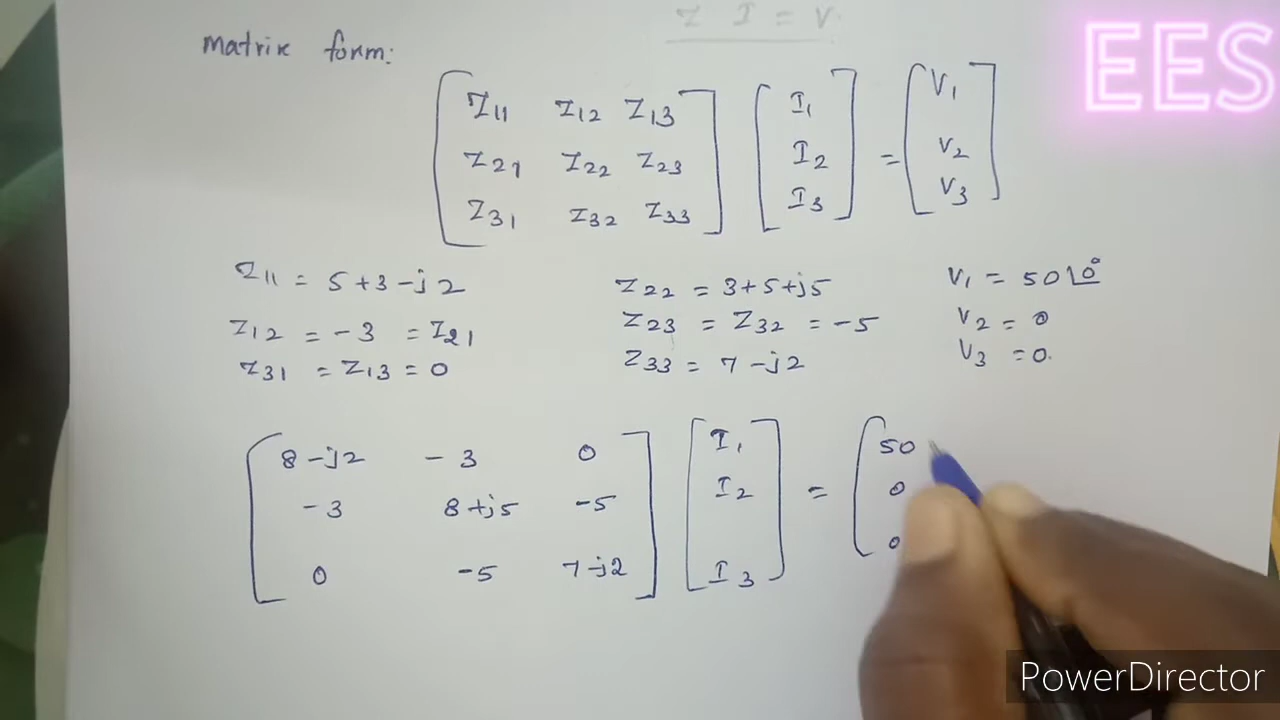 Z I = V
EES
Matrix form:
Z11 Z12 Z13 I1 V1
Z21 Z22 Z23 I2 = V2
Z31 Z32 Z33 I3 V3
Z11 = 5+3-j2 Z22 = 3+5+j5 V1 = 50∠0°
Z12 = -3 = Z21 Z23 = Z32 = -5 V2 = 0
Z31 = Z13 = 0 Z33 = 7-j2 V3 = 0.
8-j2 -3 0 I1 50
-3 8+j5 -5 I2 = 0
0 -5 7-j2 I3 0
PowerDirector